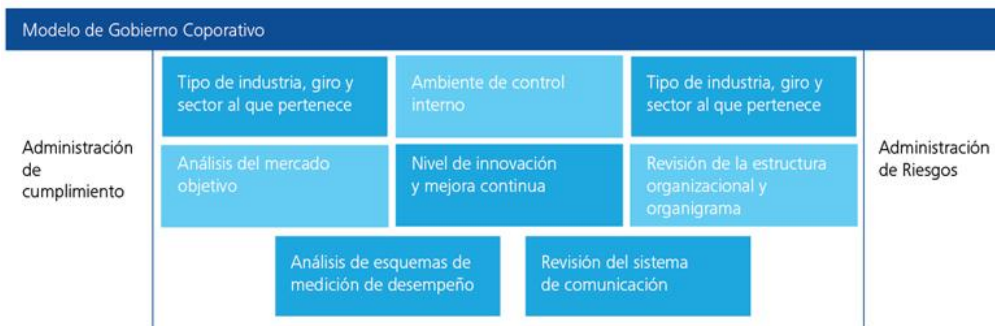 Modelo de Gobierno Coporativo
Administración
de
cumplimiento
Tipo de industria, giro y
sector al que pertenece
Ambiente de control
interno
Tipo de industria, giro y
sector al que pertenece
Análisis del mercado
objetivo
Nivel de innovación
y mejora continua
Revisión de la estructura
organizacional y
organigrama
Análisis de esquemas de
medición de desempeño
Revisión del sistema
de comunicación
Administración
de Riesgos